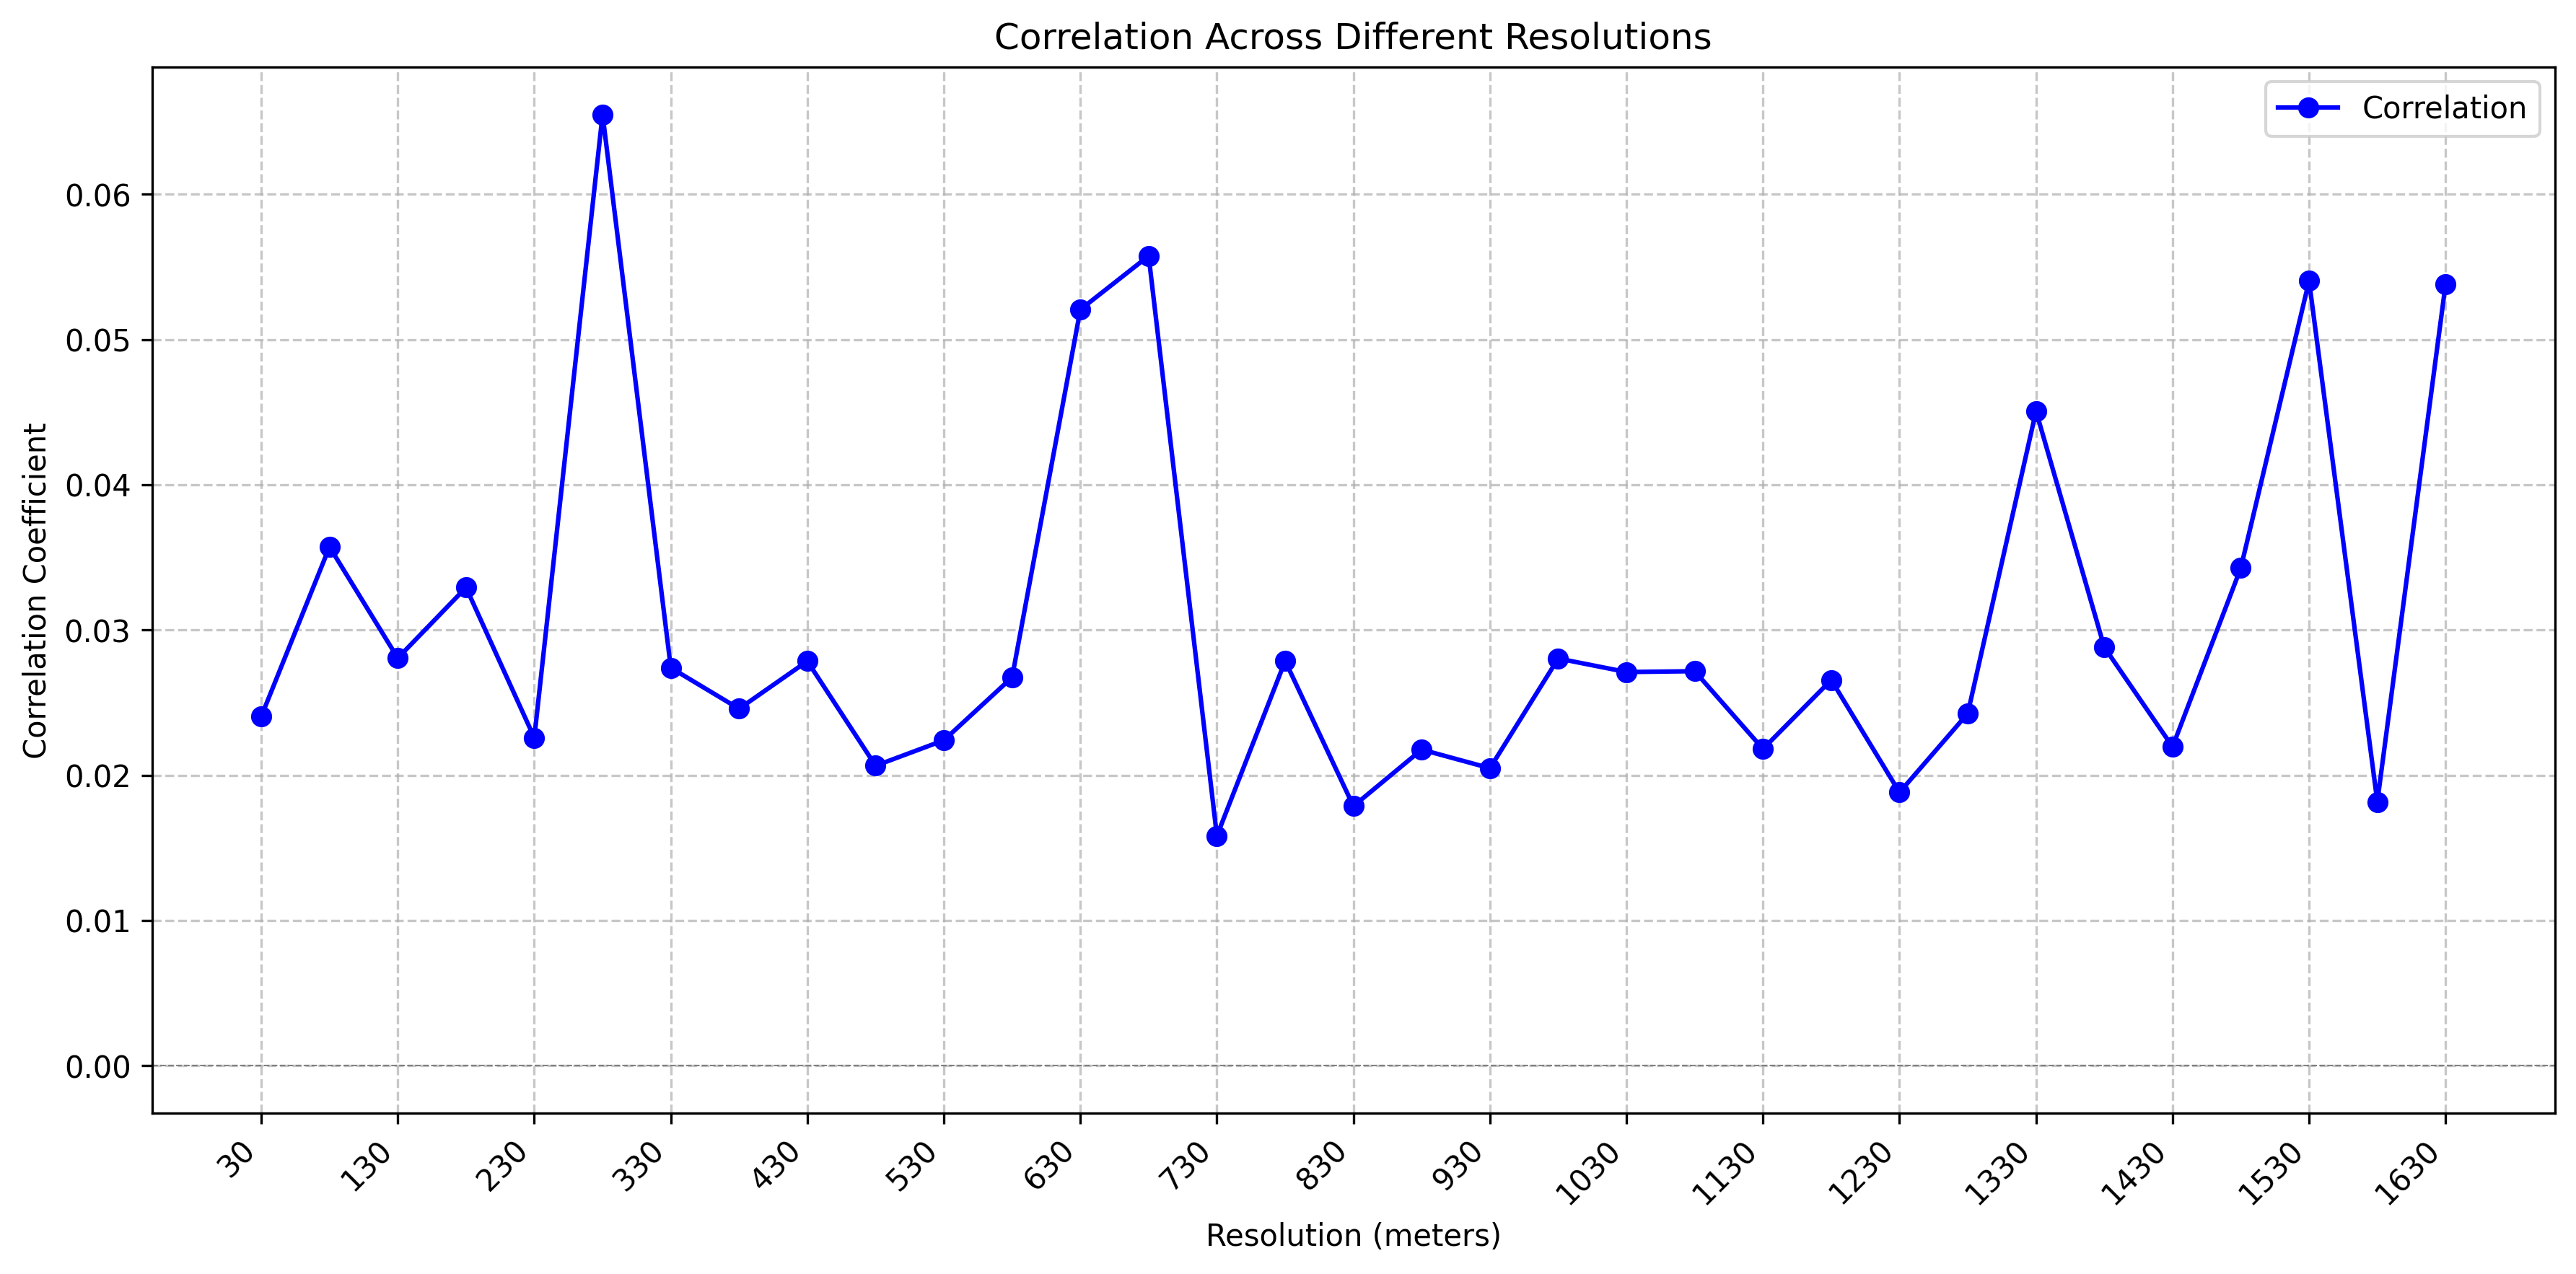 Correlation Across Different Resolutions
Correlation
Correlation Coefficient
0.06
0.05
0.04
0.03
0.02
0.01
0.00
30 130 230 330 430 530 630 730 830 930 1030 1130 1230 1330 1430 1530 1630
Resolution (meters)